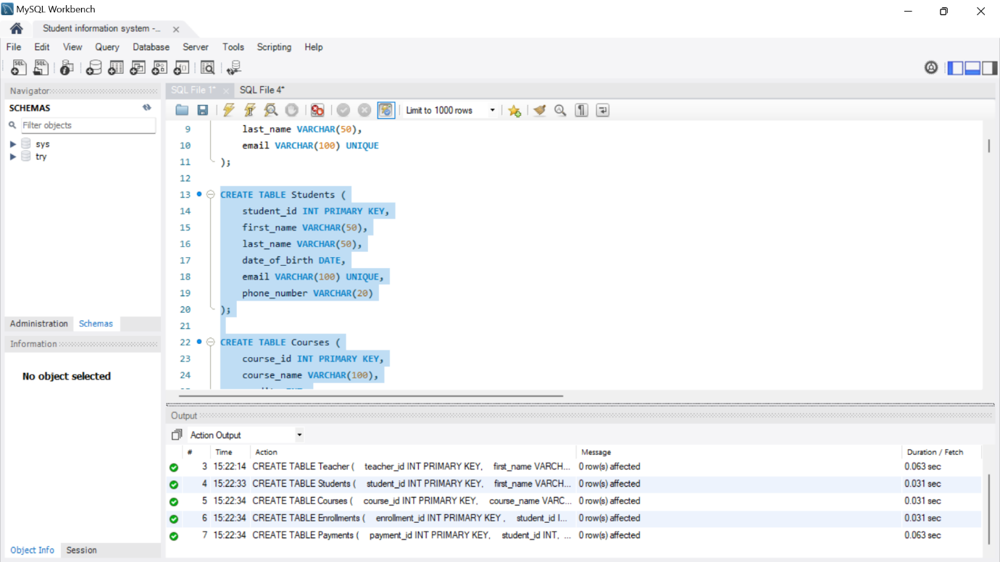 MySQL Workbench
Student information system -...
File Edit View Query Database Server Tools Scripting Help
Navigator
SCHEMAS
Filter objects
sys
try
Administration Schemas
Information
No object selected
Object Info Session
SQL File 1* SQL File 4*
Limit to 1000 rows
9 last_name VARCHAR(50),
10 email VARCHAR(100) UNIQUE
11 );
12
13 CREATE TABLE Students (
14 student_id INT PRIMARY KEY,
15 first_name VARCHAR(50),
16 last_name VARCHAR(50),
17 date_of_birth DATE,
18 email VARCHAR(100) UNIQUE,
19 phone_number VARCHAR(20)
20 );
21
22 CREATE TABLE Courses (
23 course_id INT PRIMARY KEY,
24 course_name VARCHAR(100),
Output
Action Output
# Time Action Message Duration / Fetch
3 15:22:14 CREATE TABLE Teacher ( teacher_id INT PRIMARY KEY, first_name VARCH... 0 row(s) affected 0.063 sec
4 15:22:33 CREATE TABLE Students ( student_id INT PRIMARY KEY, first_name VARCH... 0 row(s) affected 0.031 sec
5 15:22:34 CREATE TABLE Courses ( course_id INT PRIMARY KEY, course_name VARC... 0 row(s) affected 0.031 sec
6 15:22:34 CREATE TABLE Enrollments ( enrollment_id INT PRIMARY KEY , student_id I... 0 row(s) affected 0.031 sec
7 15:22:34 CREATE TABLE Payments ( payment_id INT PRIMARY KEY, student_id INT, ... 0 row(s) affected 0.063 sec